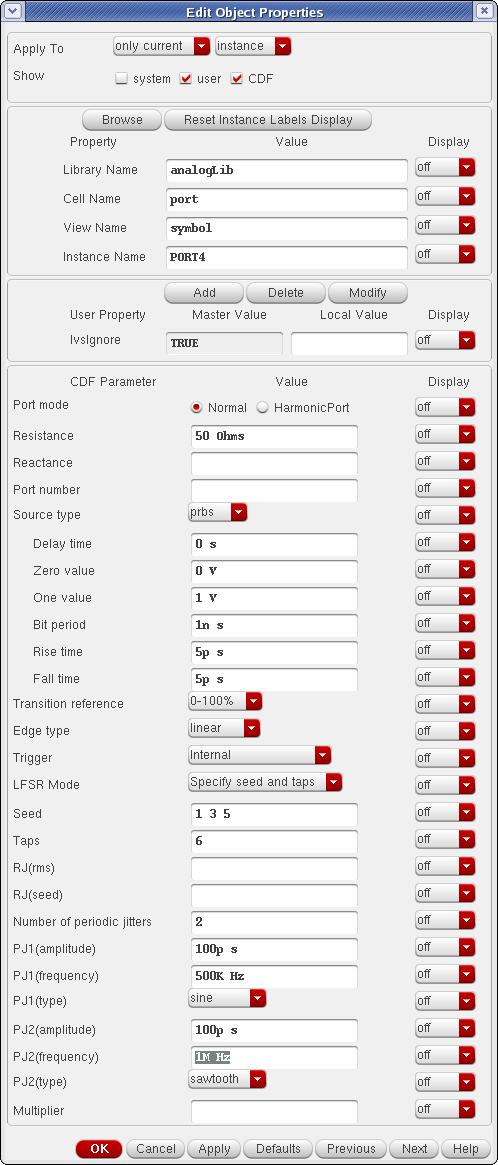 Edit Object Properties
Apply To only current instance
Show system user CDF
Browse Reset Instance Labels Display
Property Value Display
Library Name analogLib off
Cell Name port off
View Name symbol off
Instance Name PORT4 off
Add Delete Modify
User Property Master Value Local Value Display
lvsIgnore TRUE off
CDF Parameter Value Display
Port mode Normal HarmonicPort off
Resistance 50 Ohms off
Reactance off
Port number off
Source type prbs off
Delay time 0 s off
Zero value 0 V off
One value 1 V off
Bit period 1n s off
Rise time 5p s off
Fall time 5p s off
Transition reference 0-100% off
Edge type linear off
Trigger Internal off
LFSR Mode Specify seed and taps off
Seed 1 3 5 off
Taps 6 off
RJ(rms) off
RJ(seed) off
Number of periodic jitters 2 off
PJ1(amplitude) 100p s off
PJ1(frequency) 500K Hz off
PJ1(type) sine off
PJ2(amplitude) 100p s off
PJ2(frequency) 1M Hz off
PJ2(type) sawtooth off
Multiplier off
OK Cancel Apply Defaults Previous Next Help